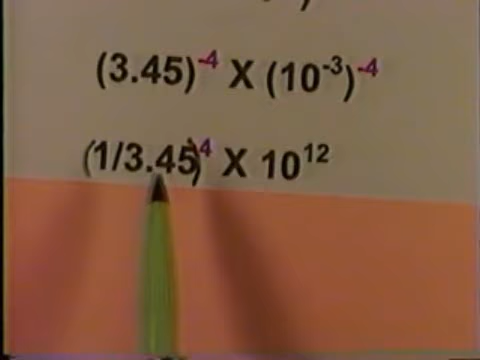 (3.45)⁻⁴ X (10⁻³)⁻⁴
(1/3.45)⁴ X 10¹²